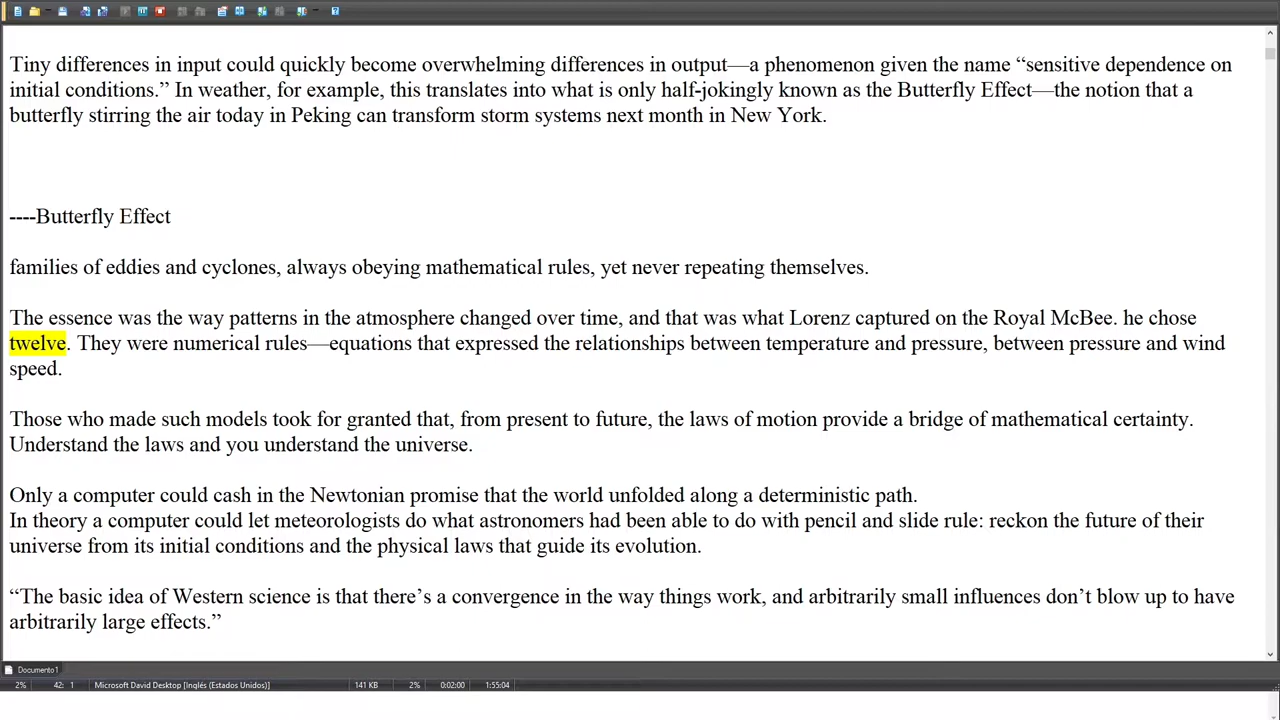 Tiny differences in input could quickly become overwhelming differences in output—a phenomenon given the name “sensitive dependence on
initial conditions.” In weather, for example, this translates into what is only half-jokingly known as the Butterfly Effect—the notion that a
butterfly stirring the air today in Peking can transform storm systems next month in New York.
----Butterfly Effect
families of eddies and cyclones, always obeying mathematical rules, yet never repeating themselves.
The essence was the way patterns in the atmosphere changed over time, and that was what Lorenz captured on the Royal McBee. he chose
twelve. They were numerical rules—equations that expressed the relationships between temperature and pressure, between pressure and wind
speed.
Those who made such models took for granted that, from present to future, the laws of motion provide a bridge of mathematical certainty.
Understand the laws and you understand the universe.
Only a computer could cash in the Newtonian promise that the world unfolded along a deterministic path.
In theory a computer could let meteorologists do what astronomers had been able to do with pencil and slide rule: reckon the future of their
universe from its initial conditions and the physical laws that guide its evolution.
“The basic idea of Western science is that there’s a convergence in the way things work, and arbitrarily small influences don’t blow up to have
arbitrarily large effects.”
Documento1
2% 42: 1 Microsoft David Desktop [Inglés (Estados Unidos)] 141 KB 2% 0:02:00 1:55:04